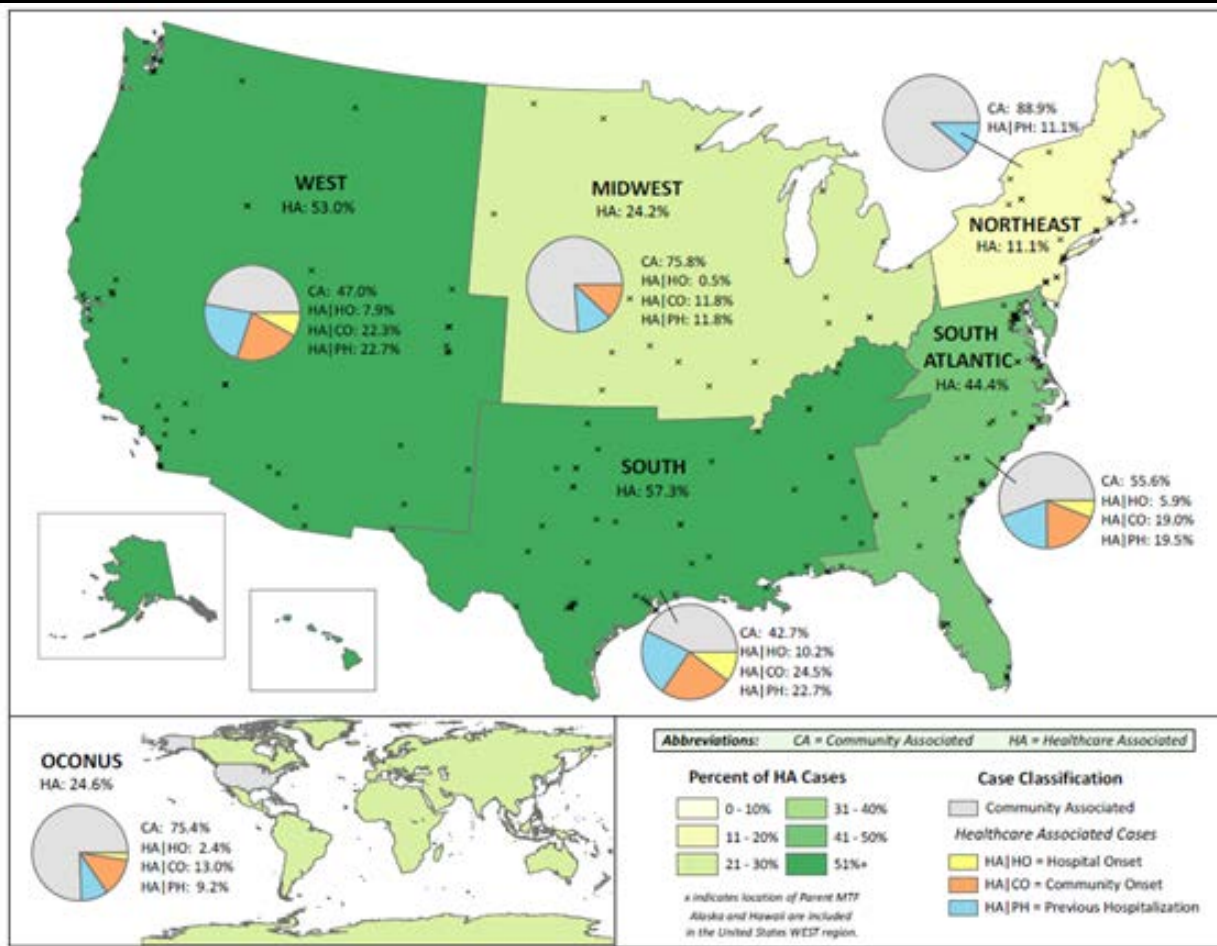 WEST
HA: 53.0%
CA: 47.0%
HA|HO: 7.9%
HA|CO: 22.3%
HA|PH: 22.7%
MIDWEST
HA: 24.2%
CA: 75.8%
HA|HO: 0.5%
HA|CO: 11.8%
HA|PH: 11.8%
CA: 88.9%
HA|PH: 11.1%
NORTHEAST
HA: 11.1%
SOUTH
ATLANTIC
HA: 44.4%
CA: 55.6%
HA|HO: 5.9%
HA|CO: 19.0%
HA|PH: 19.5%
SOUTH
HA: 57.3%
CA: 42.7%
HA|HO: 10.2%
HA|CO: 24.5%
HA|PH: 22.7%
OCONUS
HA: 24.6%
CA: 75.4%
HA|HO: 2.4%
HA|CO: 13.0%
HA|PH: 9.2%
Abbreviations: CA = Community Associated HA = Healthcare Associated
Percent of HA Cases
0 - 10%
11 - 20%
21 - 30%
31 - 40%
41 - 50%
51%+
x indicates location of Parent MTF
Alaska and Hawaii are included
in the United States WEST region.
Case Classification
Community Associated
Healthcare Associated Cases
HA|HO = Hospital Onset
HA|CO = Community Onset
HA|PH = Previous Hospitalization